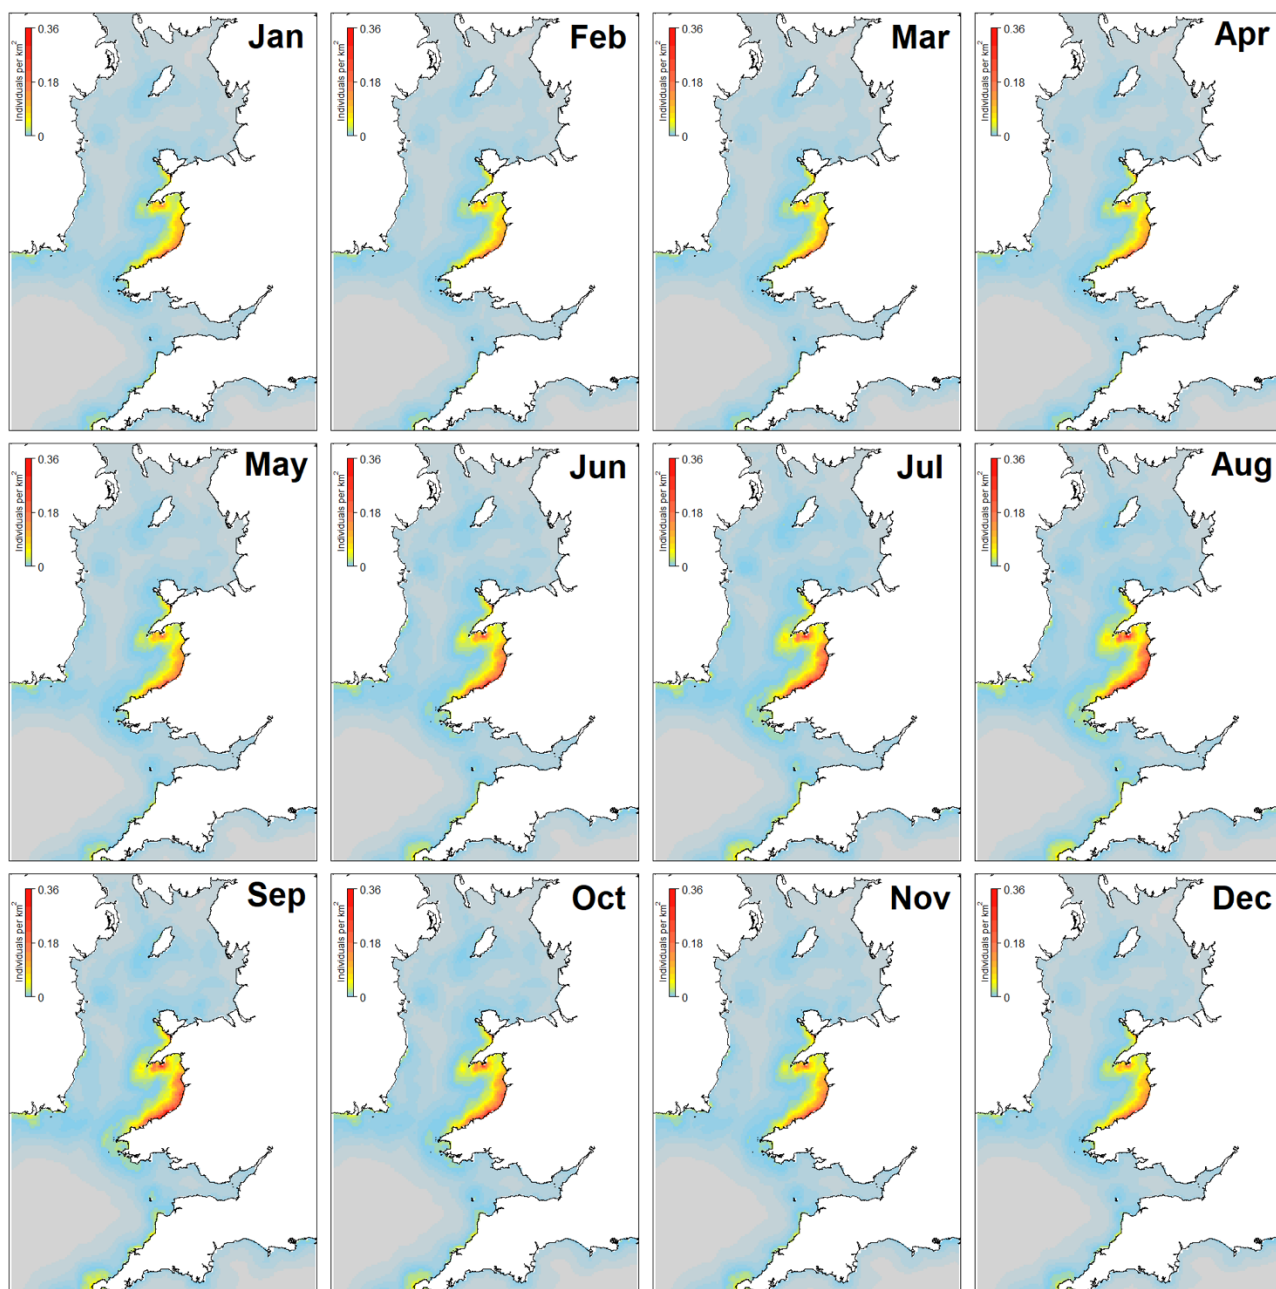 Jan
0.36
0.18
0
Individuals per km²
Feb
0.36
0.18
0
Individuals per km²
Mar
0.36
0.18
0
Individuals per km²
Apr
0.36
0.18
0
Individuals per km²
May
0.36
0.18
0
Individuals per km²
Jun
0.36
0.18
0
Individuals per km²
Jul
0.36
0.18
0
Individuals per km²
Aug
0.36
0.18
0
Individuals per km²
Sep
0.36
0.18
0
Individuals per km²
Oct
0.36
0.18
0
Individuals per km²
Nov
0.36
0.18
0
Individuals per km²
Dec
0.36
0.18
0
Individuals per km²